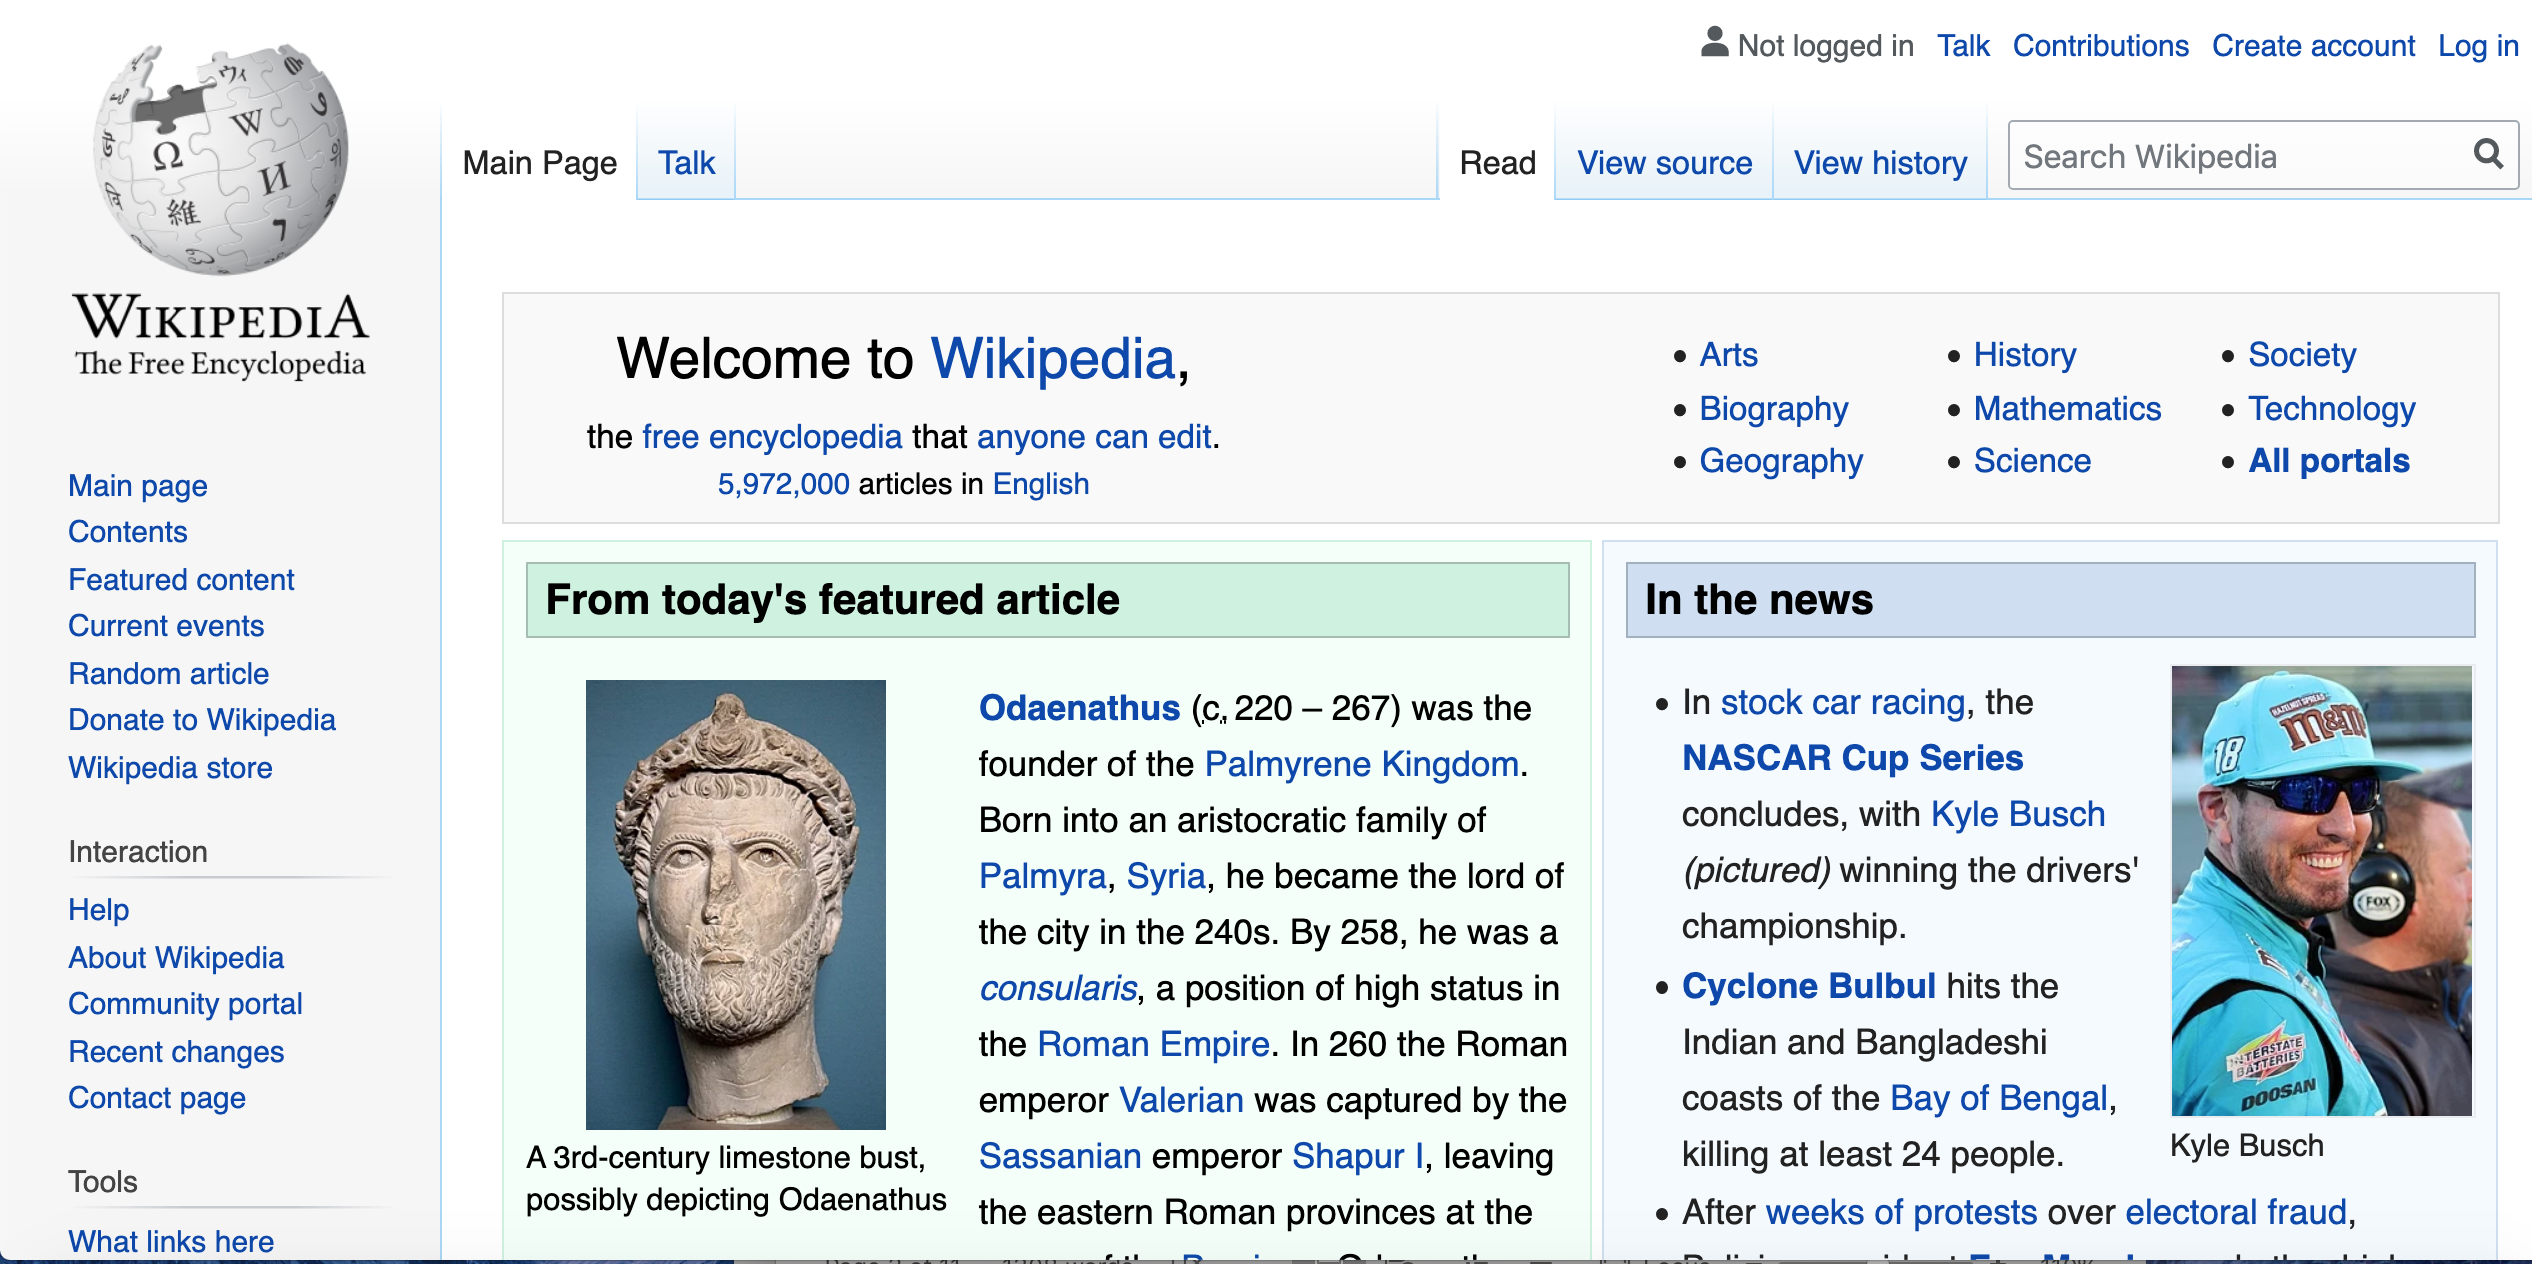 Not logged in Talk Contributions Create account Log in
Main Page Talk Read View source View history Search Wikipedia
Ω W И 維
WIKIPEDIA
The Free Encyclopedia
Main page
Contents
Featured content
Current events
Random article
Donate to Wikipedia
Wikipedia store
Interaction
Help
About Wikipedia
Community portal
Recent changes
Contact page
Tools
What links here
Welcome to Wikipedia,
the free encyclopedia that anyone can edit.
5,972,000 articles in English
• Arts
• Biography
• Geography
• History
• Mathematics
• Science
• Society
• Technology
• All portals
From today's featured article
A 3rd-century limestone bust,
possibly depicting Odaenathus
Odaenathus (c. 220 – 267) was the
founder of the Palmyrene Kingdom.
Born into an aristocratic family of
Palmyra, Syria, he became the lord of
the city in the 240s. By 258, he was a
consularis, a position of high status in
the Roman Empire. In 260 the Roman
emperor Valerian was captured by the
Sassanian emperor Shapur I, leaving
the eastern Roman provinces at the
In the news
• In stock car racing, the
NASCAR Cup Series
concludes, with Kyle Busch
(pictured) winning the drivers'
championship.
• Cyclone Bulbul hits the
Indian and Bangladeshi
coasts of the Bay of Bengal,
killing at least 24 people.
• After weeks of protests over electoral fraud,
m&m's
18
FOX
INTERSTATE
BATTERIES
DOOSAN
Kyle Busch